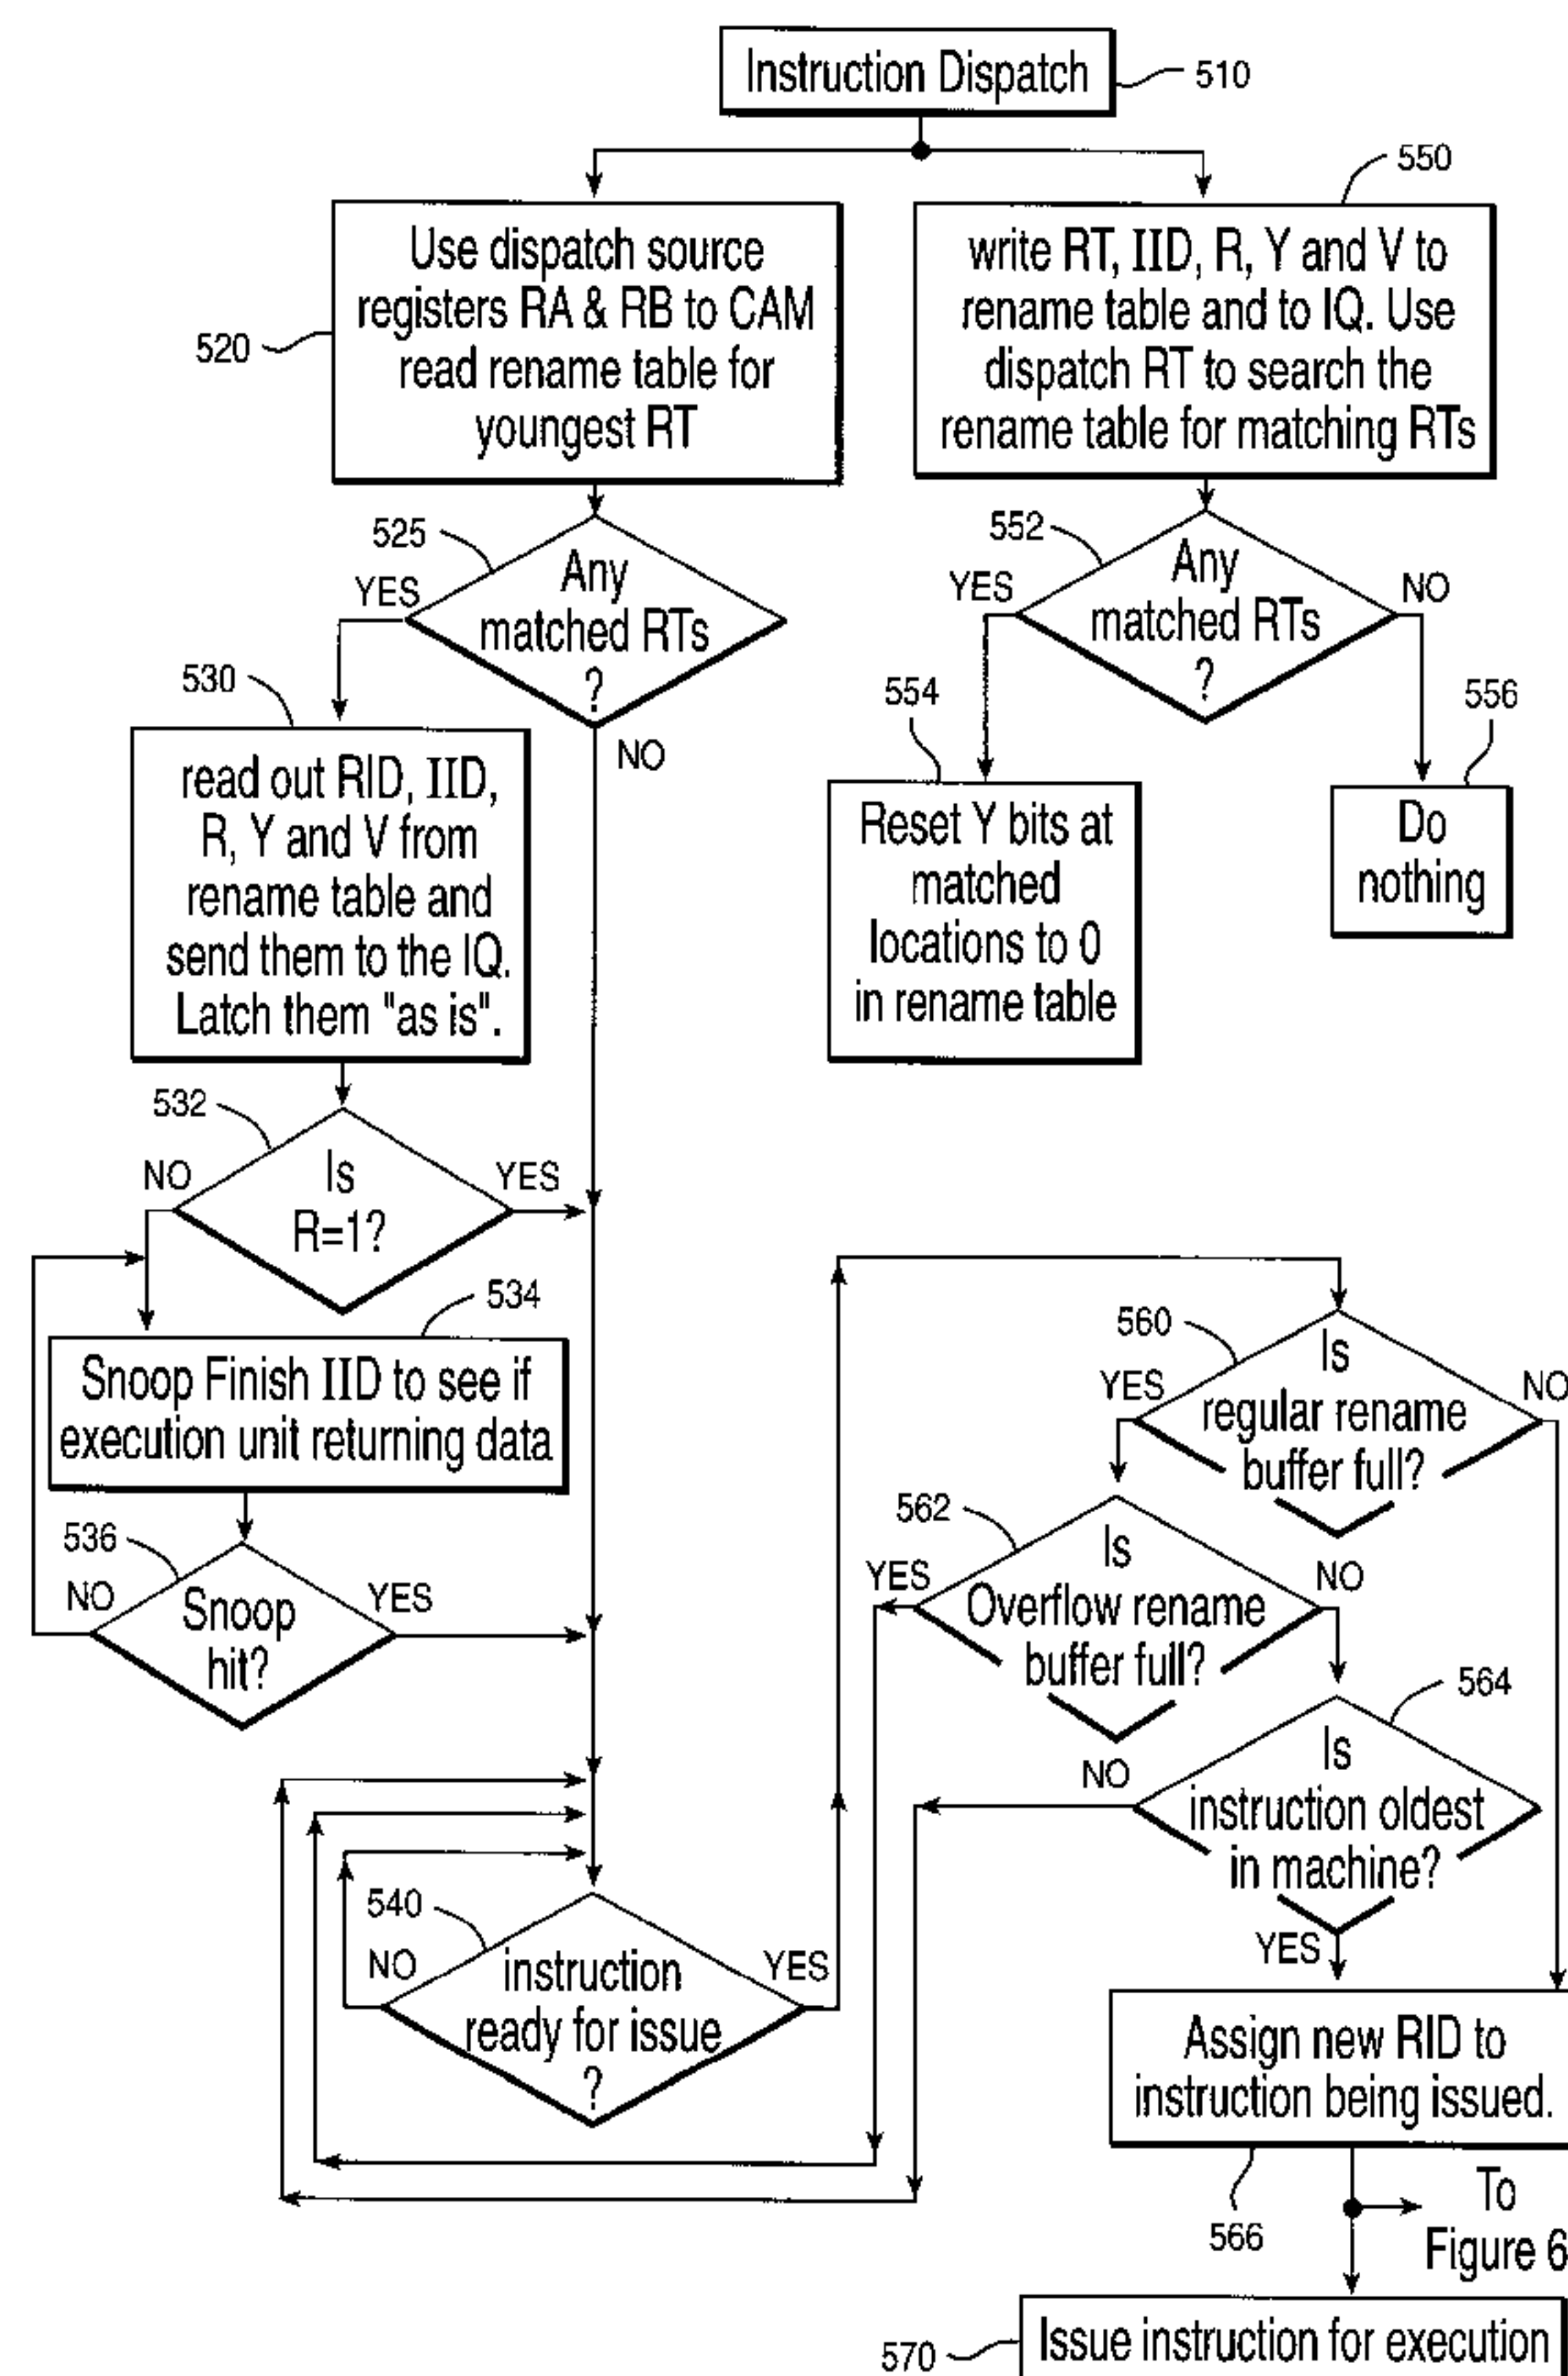 Instruction Dispatch
510
550
Use dispatch source
registers RA & RB to CAM
read rename table for
youngest RT
520
write RT, IID, R, Y and V to
rename table and to IQ. Use
dispatch RT to search the
rename table for matching RTs
525
YES
Any
matched RTs
?
NO
552
YES
Any
matched RTs
?
NO
530
read out RID, IID,
R, Y and V from
rename table and
send them to the IQ.
Latch them "as is".
554
Reset Y bits at
matched
locations to 0
in rename table
556
Do
nothing
532
NO
Is
R=1?
YES
534
Snoop Finish IID to see if
execution unit returning data
536
NO
Snoop
hit?
YES
560
YES
Is
regular rename
buffer full?
NO
562
YES
Is
Overflow rename
buffer full?
NO
564
NO
Is
instruction oldest
in machine?
YES
540
NO
instruction
ready for issue
?
YES
Assign new RID to
instruction being issued.
566
To
Figure 6
570
Issue instruction for execution